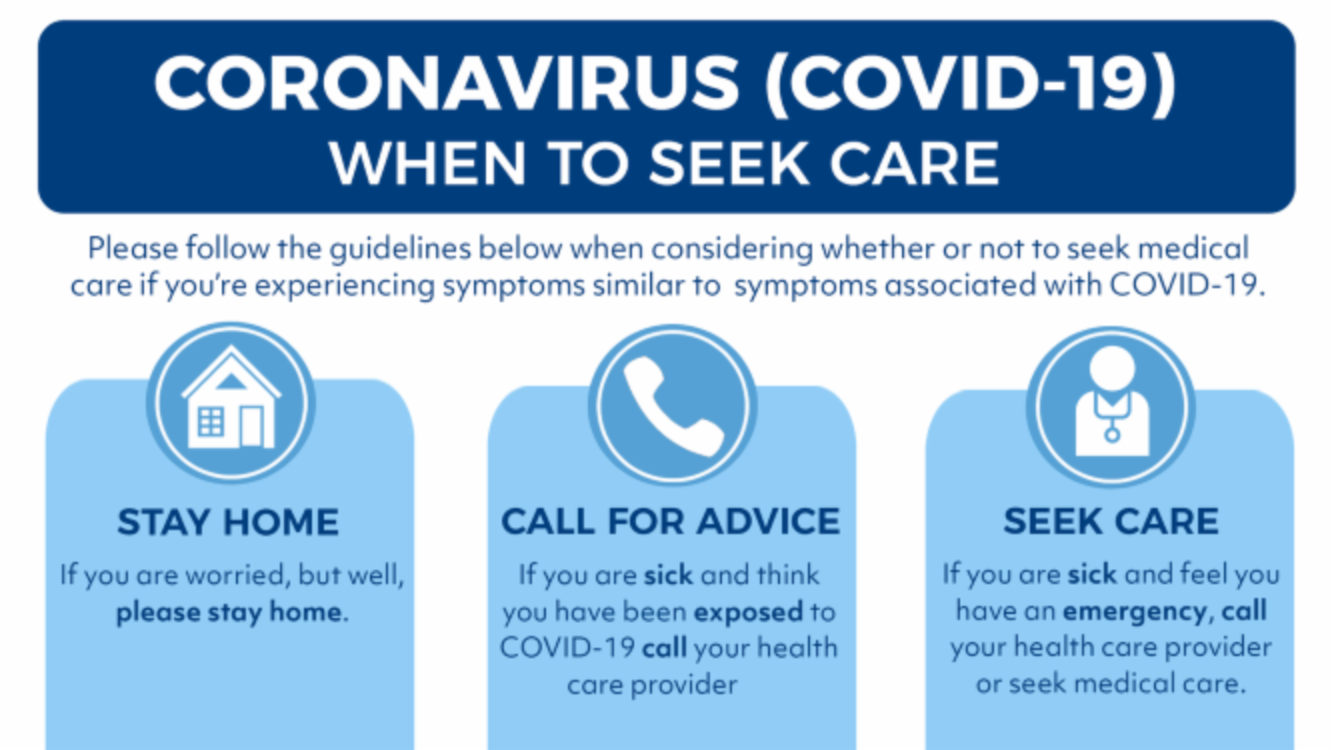 CORONAVIRUS (COVID-19)
WHEN TO SEEK CARE
Please follow the guidelines below when considering whether or not to seek medical
care if you're experiencing symptoms similar to symptoms associated with COVID-19.
STAY HOME
If you are worried, but well,
please stay home.
CALL FOR ADVICE
If you are sick and think
you have been exposed to
COVID-19 call your health
care provider
SEEK CARE
If you are sick and feel you
have an emergency, call
your health care provider
or seek medical care.